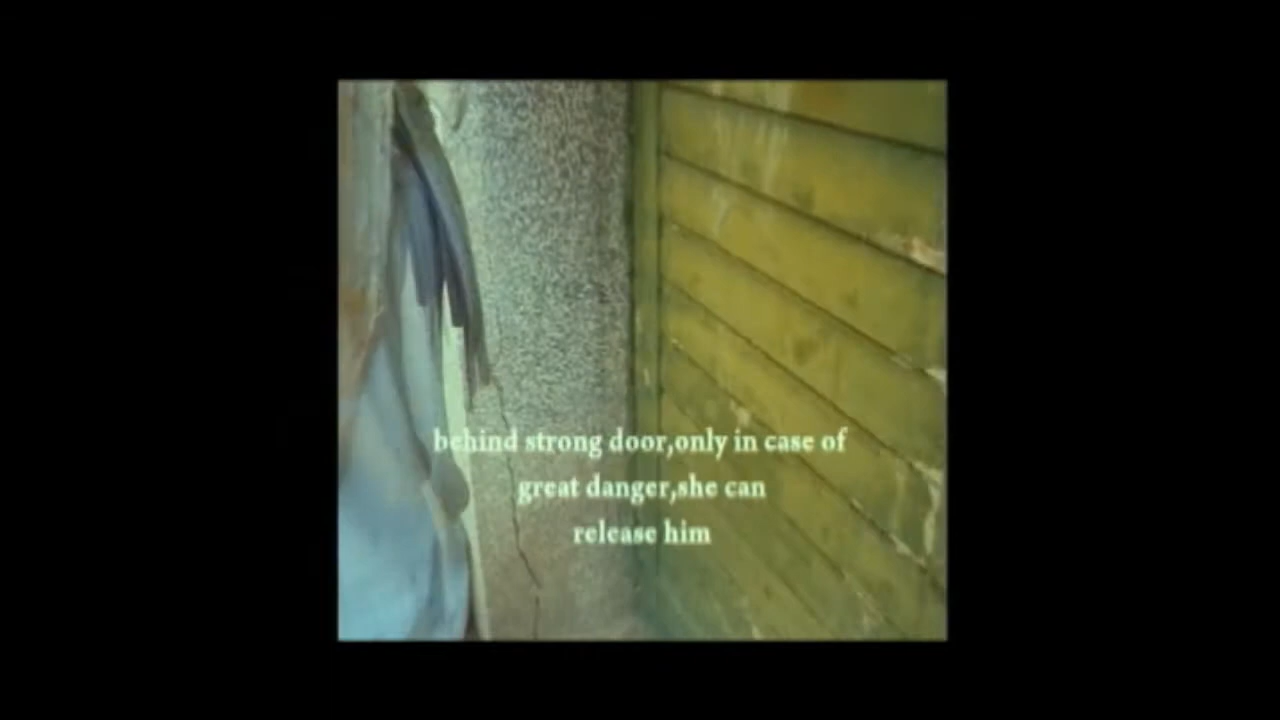 behind strong door,only in case of
great danger,she can
release him